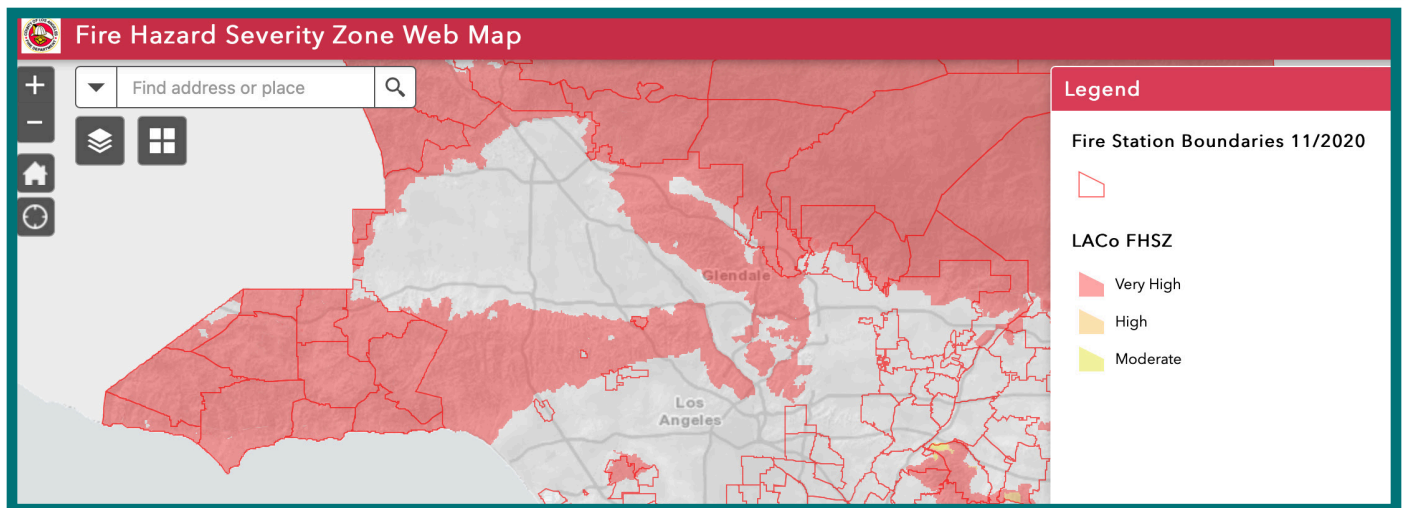 Fire Hazard Severity Zone Web Map
+
Find address or place
−
Legend
Fire Station Boundaries 11/2020
LACo FHSZ
Very High
High
Moderate
Glendale
Los
Angeles